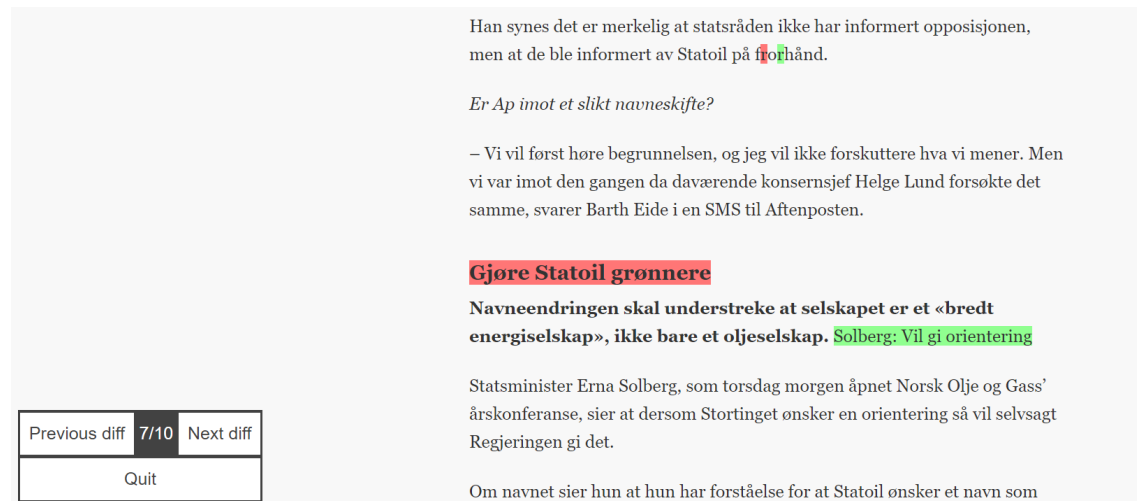 Han synes det er merkelig at statsråden ikke har informert opposisjonen,
men at de ble informert av Statoil på frorhånd.
Er Ap imot et slikt navneskifte?
– Vi vil først høre begrunnelsen, og jeg vil ikke forskuttere hva vi mener. Men
vi var imot den gangen da daværende konsernsjef Helge Lund forsøkte det
samme, svarer Barth Eide i en SMS til Aftenposten.
Gjøre Statoil grønnere
Navneendringen skal understreke at selskapet er et «bredt
energiselskap», ikke bare et oljeselskap. Solberg: Vil gi orientering
Statsminister Erna Solberg, som torsdag morgen åpnet Norsk Olje og Gass’
årskonferanse, sier at dersom Stortinget ønsker en orientering så vil selvsagt
Regjeringen gi det.
Om navnet sier hun at hun har forståelse for at Statoil ønsker et navn som
Previous diff 7/10 Next diff
Quit